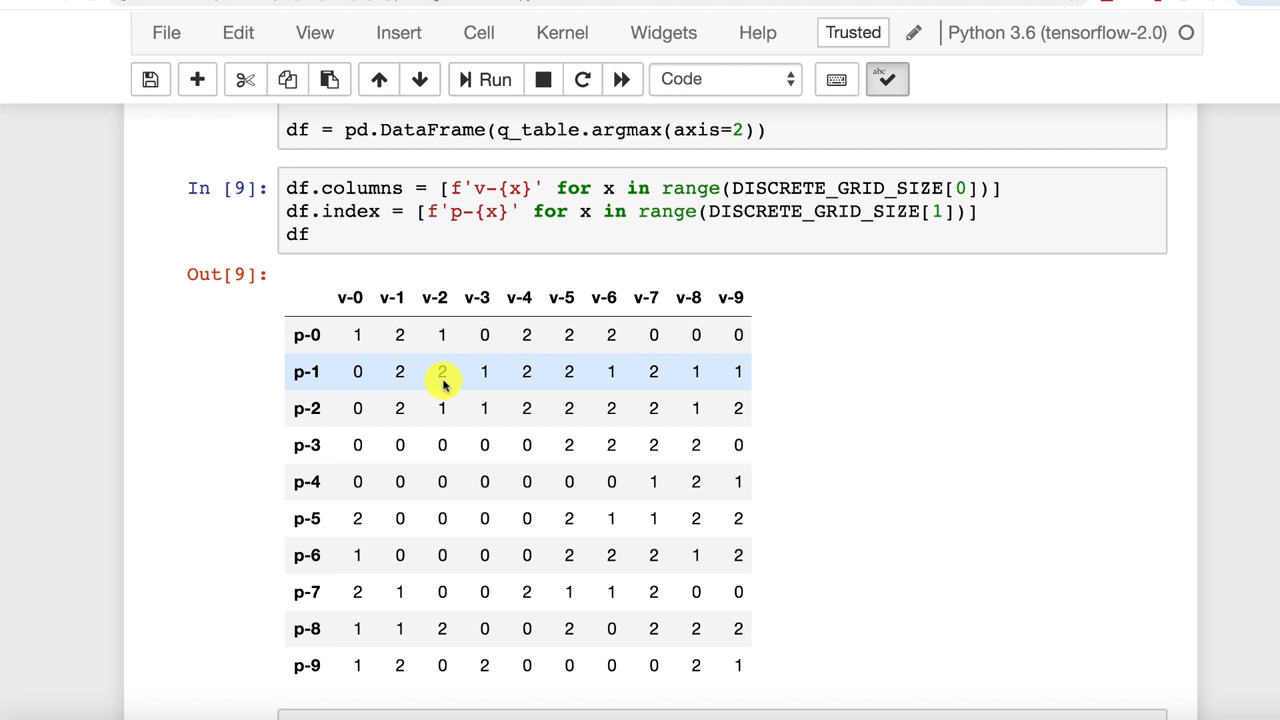 File Edit View Insert Cell Kernel Widgets Help Trusted Python 3.6 (tensorflow-2.0)
Run Code abc
df = pd.DataFrame(q_table.argmax(axis=2))
In [9]: df.columns = [f'v-{x}' for x in range(DISCRETE_GRID_SIZE[0])]
df.index = [f'p-{x}' for x in range(DISCRETE_GRID_SIZE[1])]
df
Out[9]:
v-0 v-1 v-2 v-3 v-4 v-5 v-6 v-7 v-8 v-9
p-0 1 2 1 0 2 2 2 0 0 0
p-1 0 2 2 1 2 2 1 2 1 1
p-2 0 2 1 1 2 2 2 2 1 2
p-3 0 0 0 0 0 2 2 2 2 0
p-4 0 0 0 0 0 0 0 1 2 1
p-5 2 0 0 0 0 2 1 1 2 2
p-6 1 0 0 0 0 2 2 2 1 2
p-7 2 1 0 0 2 1 1 2 0 0
p-8 1 1 2 0 0 2 0 2 2 2
p-9 1 2 0 2 0 0 0 0 2 1